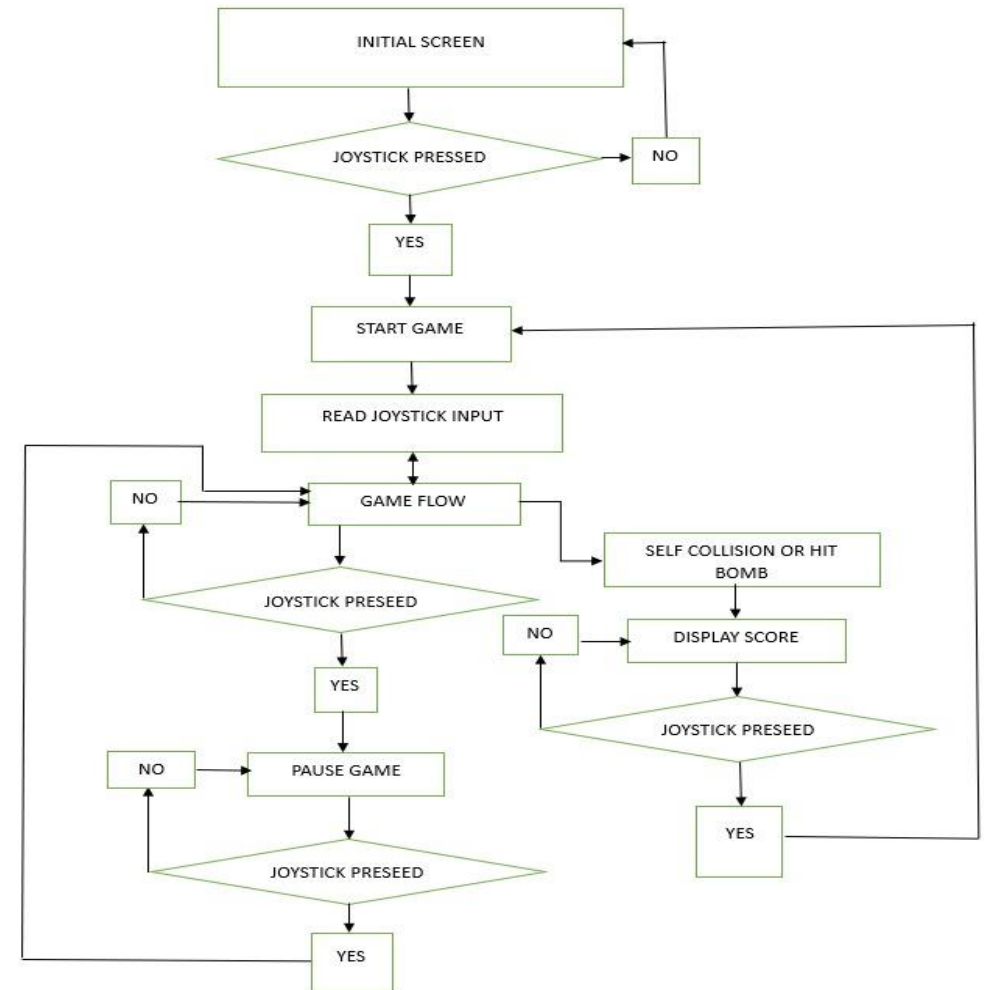 INITIAL SCREEN
JOYSTICK PRESSED
NO
YES
START GAME
READ JOYSTICK INPUT
NO
GAME FLOW
SELF COLLISION OR HIT
BOMB
JOYSTICK PRESEED
NO
DISPLAY SCORE
YES
JOYSTICK PRESEED
NO
PAUSE GAME
YES
JOYSTICK PRESEED
YES